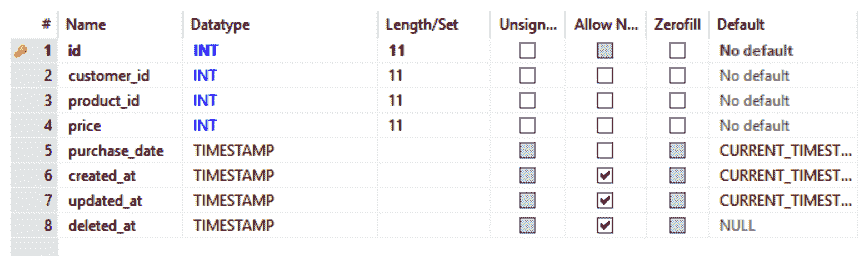 # Name Datatype Length/Set Unsign... Allow N... Zerofill Default
1 id INT 11 No default
2 customer_id INT 11 No default
3 product_id INT 11 No default
4 price INT 11 No default
5 purchase_date TIMESTAMP CURRENT_TIMEST...
6 created_at TIMESTAMP CURRENT_TIMEST...
7 updated_at TIMESTAMP CURRENT_TIMEST...
8 deleted_at TIMESTAMP NULL